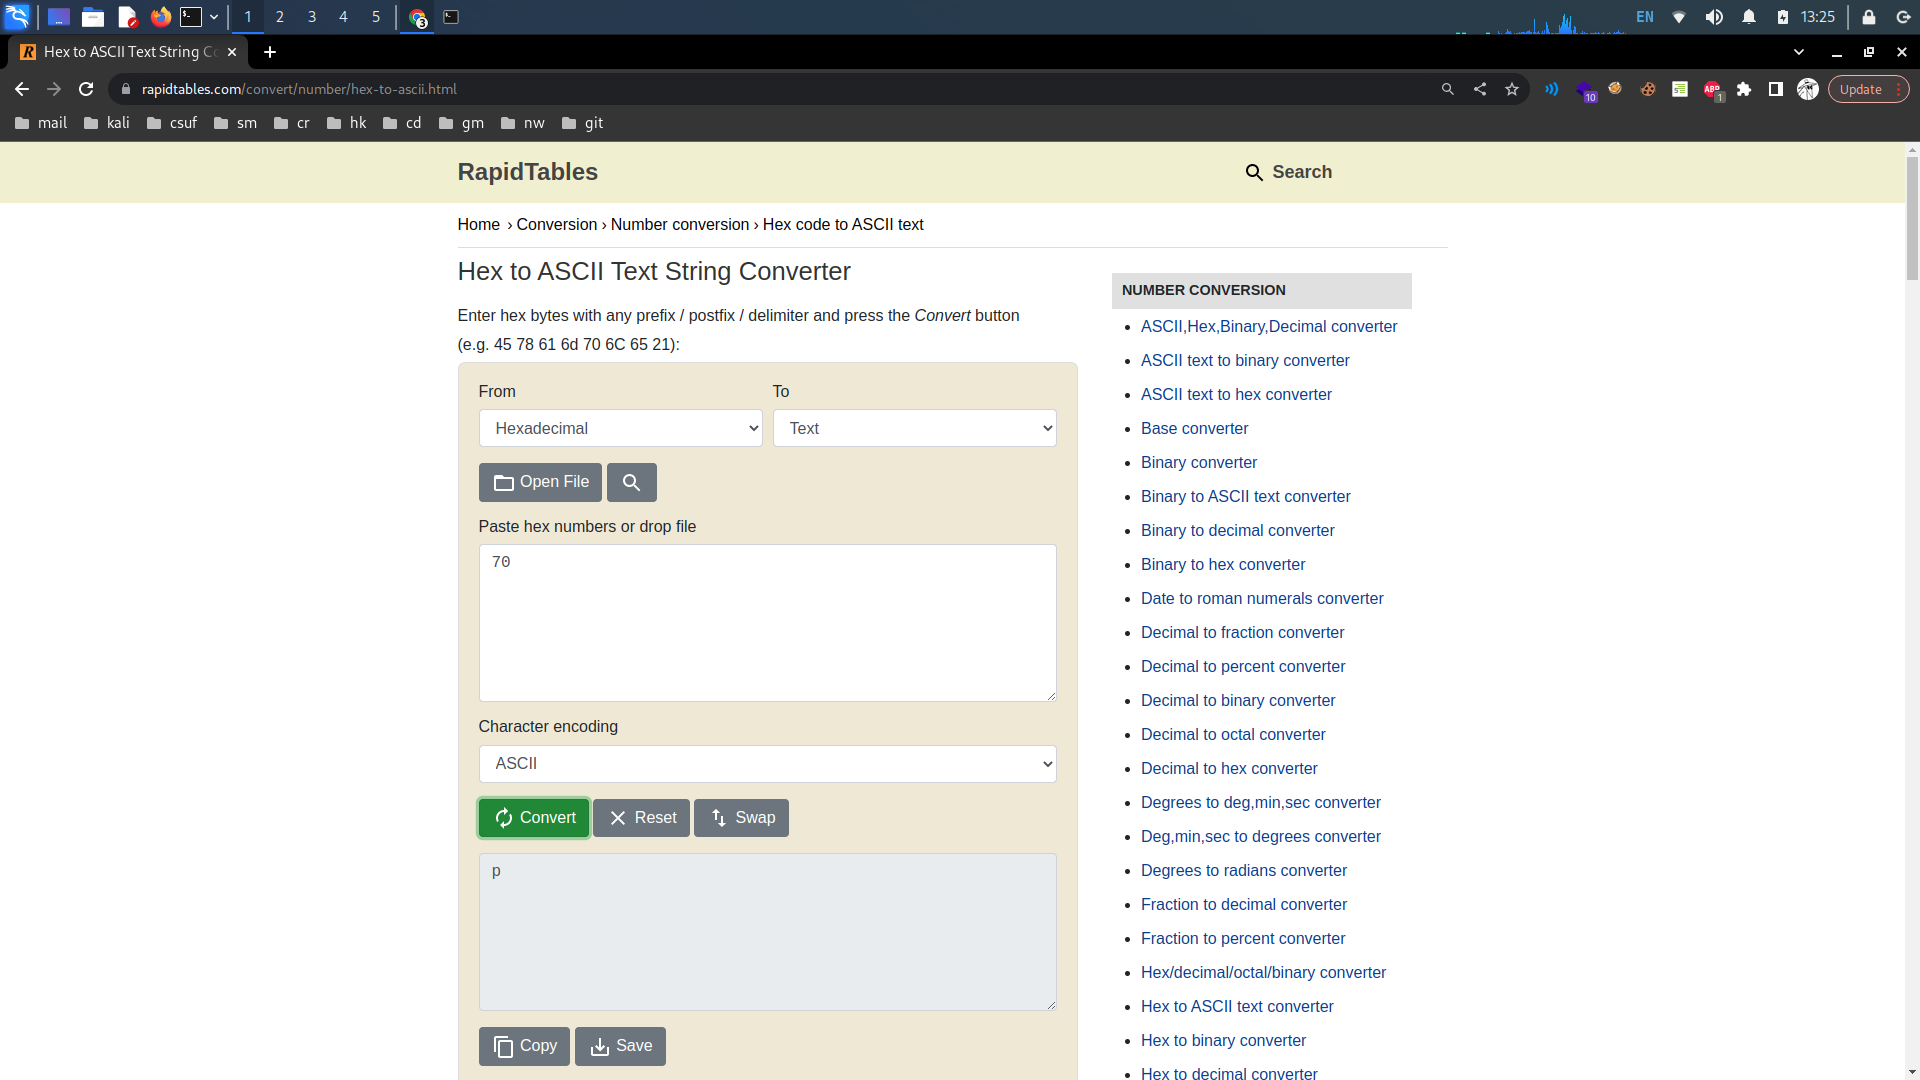 1 2 3 4 5 3 EN 13:25
Hex to ASCII Text String Co
rapidtables.com/convert/number/hex-to-ascii.html 10 ABP 1 Update
mail kali csuf sm cr hk cd gm nw git
RapidTables Search
Home › Conversion › Number conversion › Hex code to ASCII text
Hex to ASCII Text String Converter
Enter hex bytes with any prefix / postfix / delimiter and press the Convert button
(e.g. 45 78 61 6d 70 6C 65 21):
From To
Hexadecimal Text
Open File
Paste hex numbers or drop file
70
Character encoding
ASCII
Convert Reset Swap
p
Copy Save
NUMBER CONVERSION
ASCII,Hex,Binary,Decimal converter
ASCII text to binary converter
ASCII text to hex converter
Base converter
Binary converter
Binary to ASCII text converter
Binary to decimal converter
Binary to hex converter
Date to roman numerals converter
Decimal to fraction converter
Decimal to percent converter
Decimal to binary converter
Decimal to octal converter
Decimal to hex converter
Degrees to deg,min,sec converter
Deg,min,sec to degrees converter
Degrees to radians converter
Fraction to decimal converter
Fraction to percent converter
Hex/decimal/octal/binary converter
Hex to ASCII text converter
Hex to binary converter
Hex to decimal converter